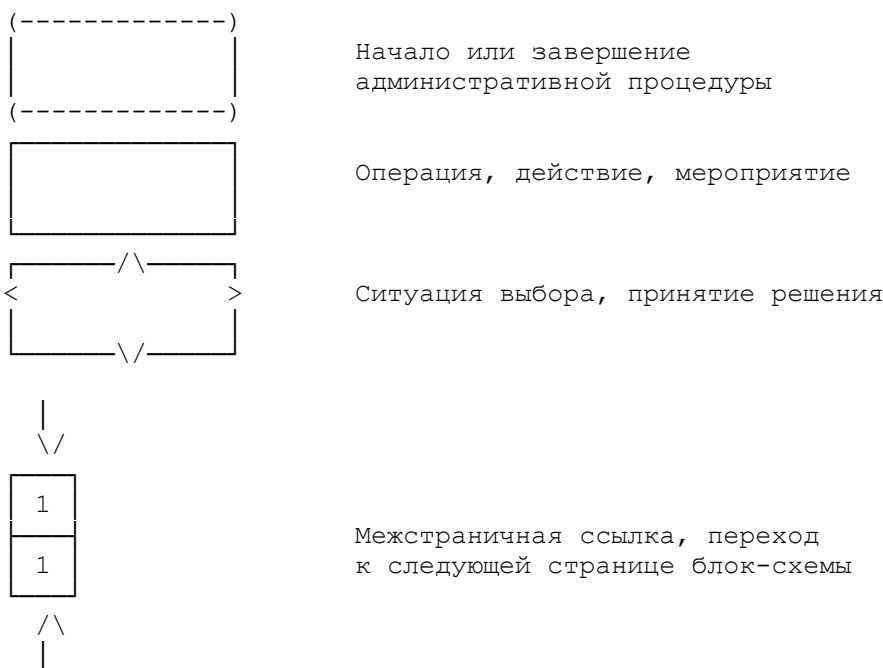 Начало или завершение
административной процедуры
Операция, действие, мероприятие
Ситуация выбора, принятие решения
1
Межстраничная ссылка, переход
1 к следующей странице блок-схемы